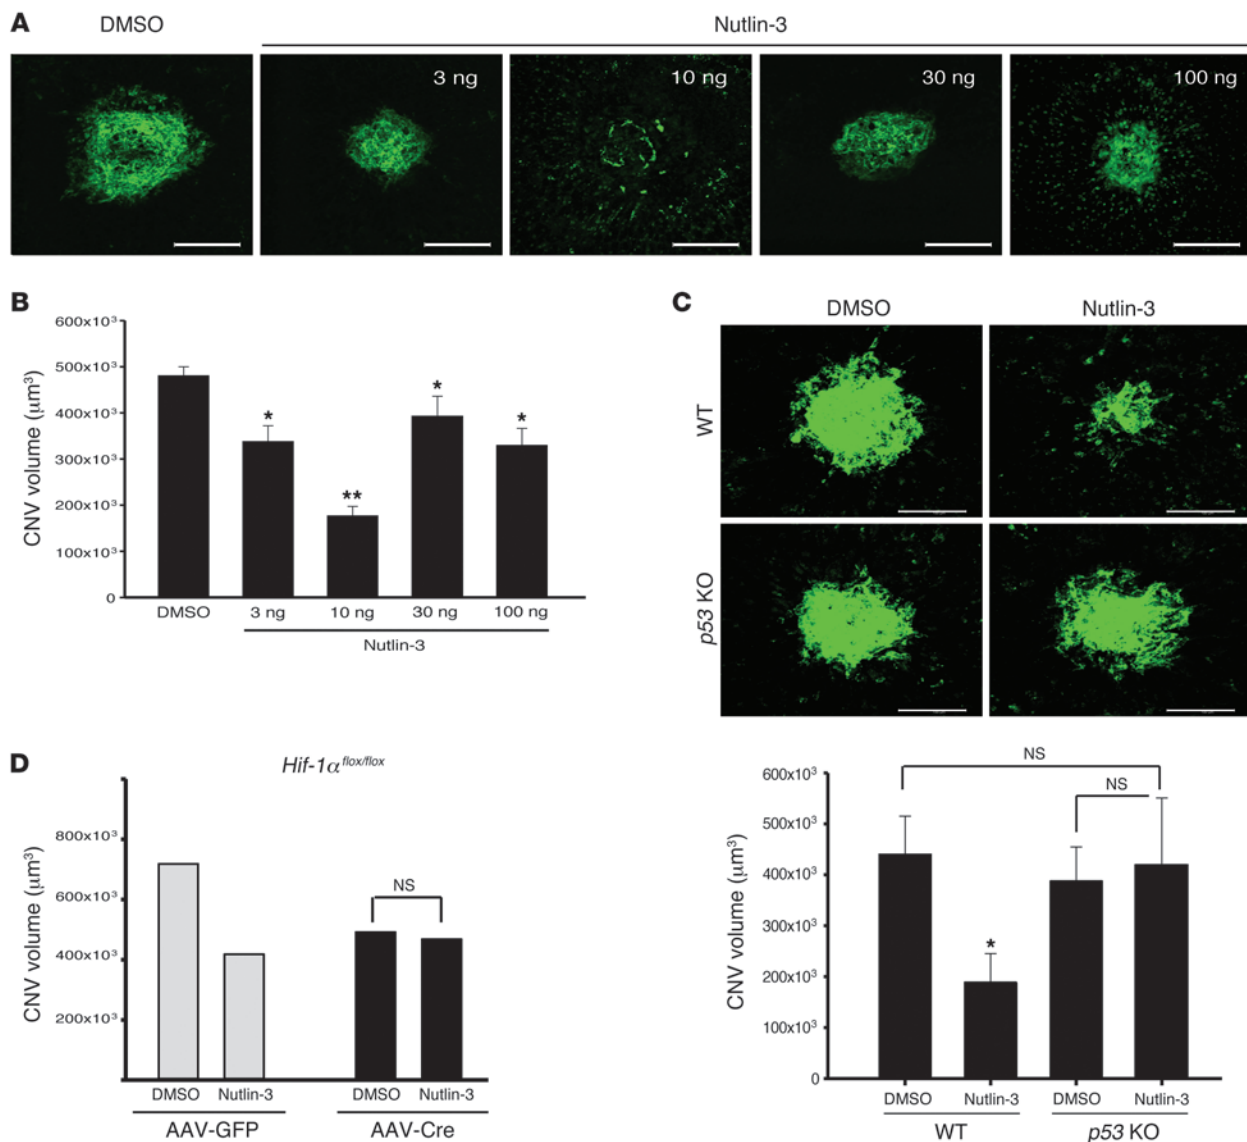 A
DMSO
Nutlin-3
3 ng
10 ng
30 ng
100 ng
B
CNV volume (μm³)
600x10³
500x10³
400x10³
300x10³
200x10³
100x10³
0
*
**
*
*
DMSO
3 ng
10 ng
30 ng
100 ng
Nutlin-3
C
DMSO
Nutlin-3
WT
p53 KO
CNV volume (μm³)
600x10³
500x10³
400x10³
300x10³
200x10³
100x10³
0
NS
NS
*
DMSO
Nutlin-3
DMSO
Nutlin-3
WT
p53 KO
D
Hif-1α flox/flox
CNV volume (μm³)
800x10³
600x10³
400x10³
200x10³
NS
DMSO
Nutlin-3
DMSO
Nutlin-3
AAV-GFP
AAV-Cre